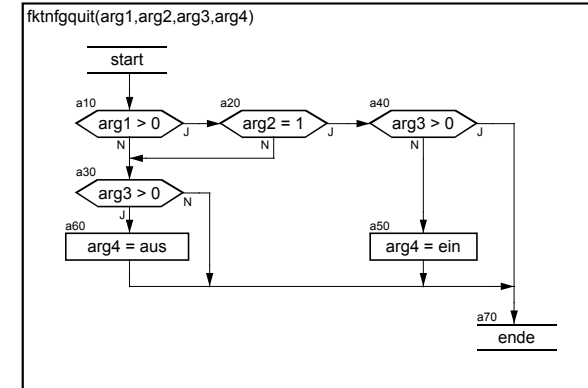 fktnfgquit(arg1,arg2,arg3,arg4)
start
a10
arg1 > 0
J
N
a20
arg2 = 1
J
N
a40
arg3 > 0
J
N
a30
arg3 > 0
N
J
a60
arg4 = aus
a50
arg4 = ein
a70
ende